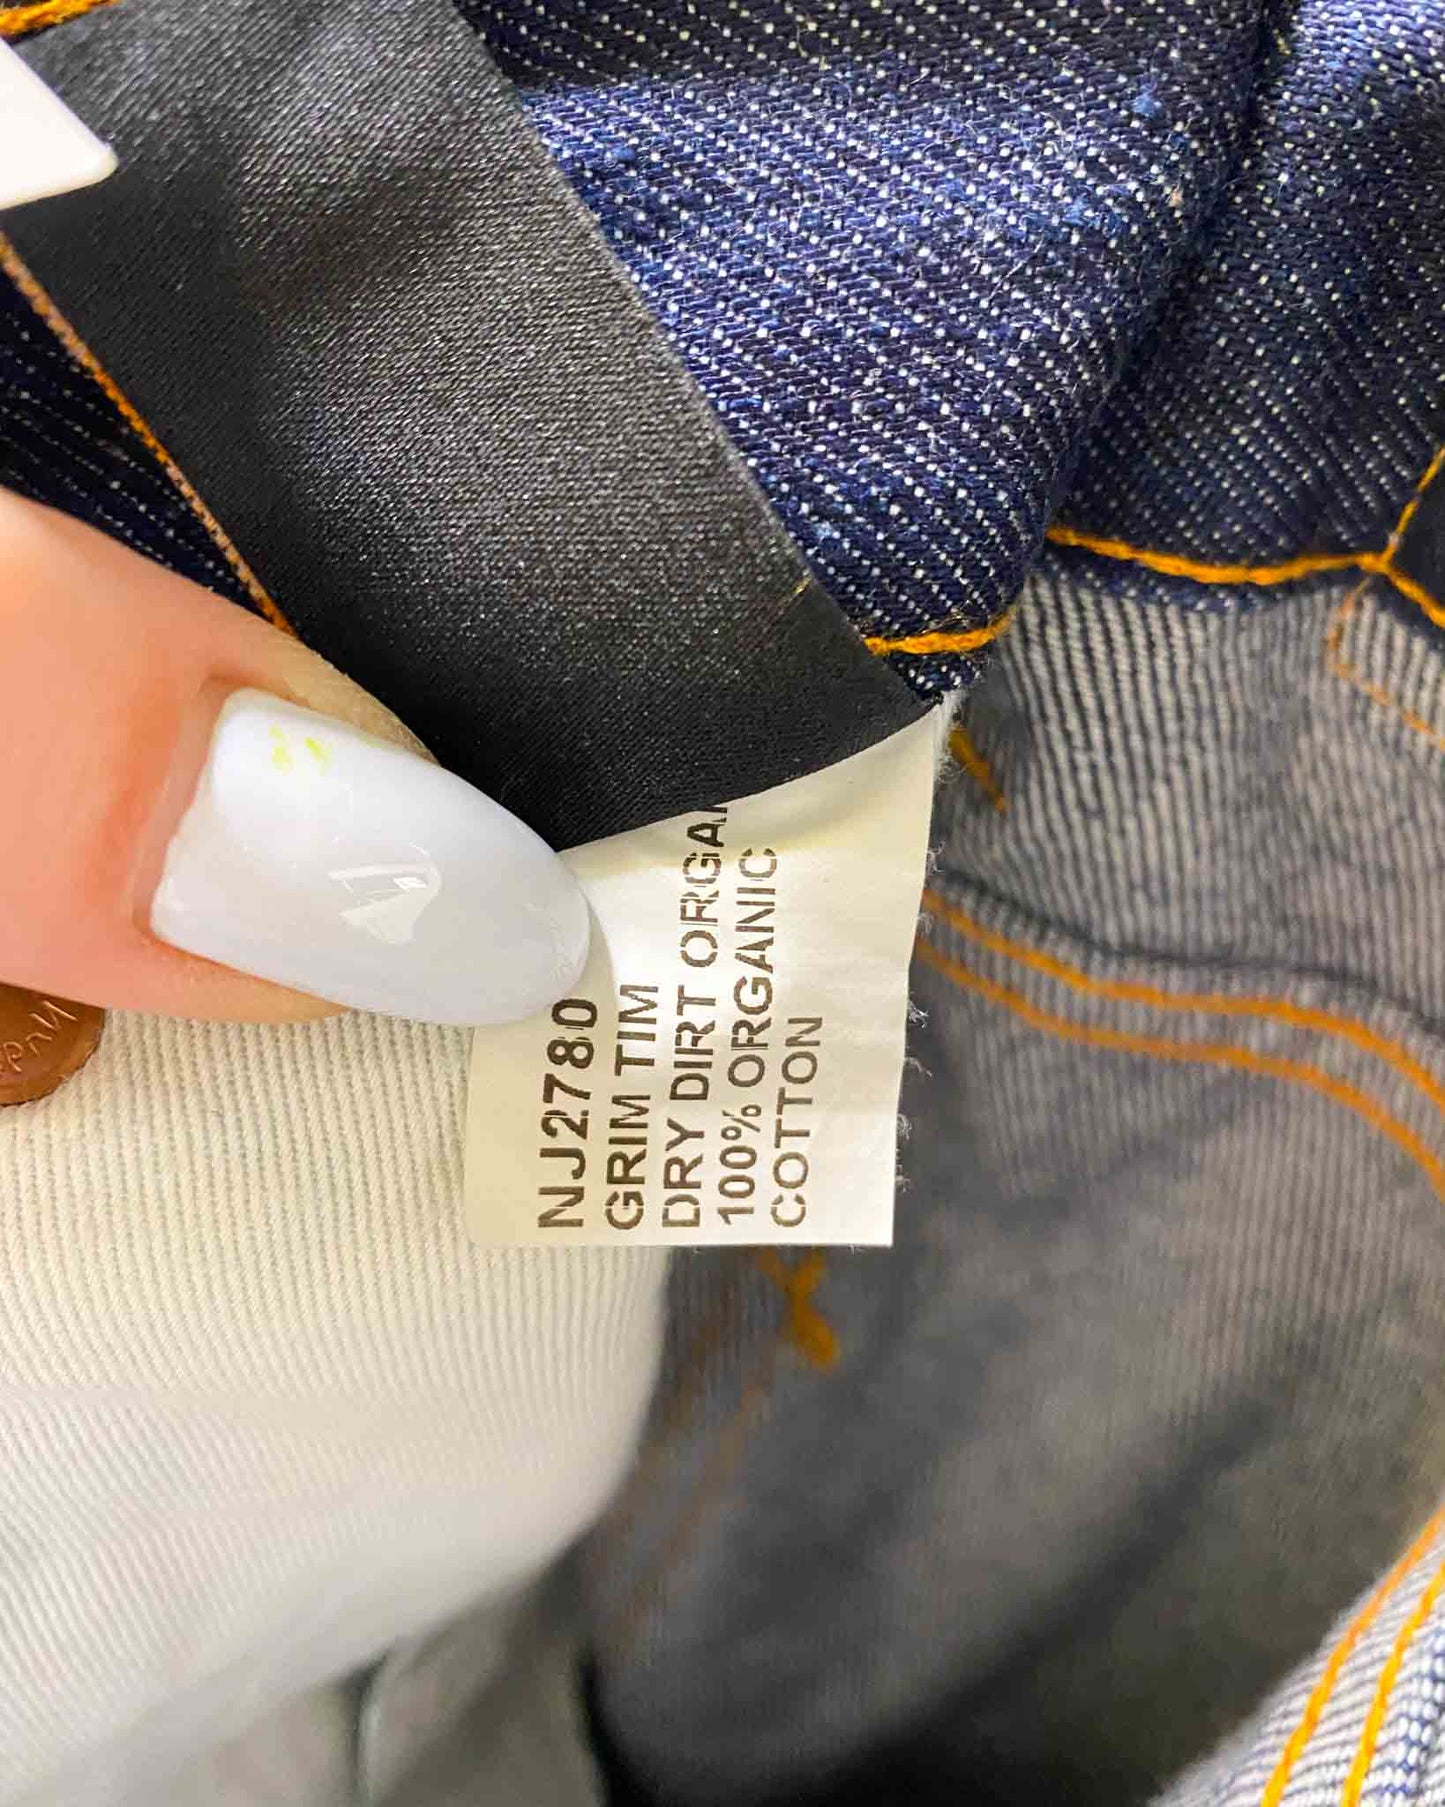 NJ2780
GRIM TIM
DRY DIRT ORGA
100% ORGANIC
COTTON